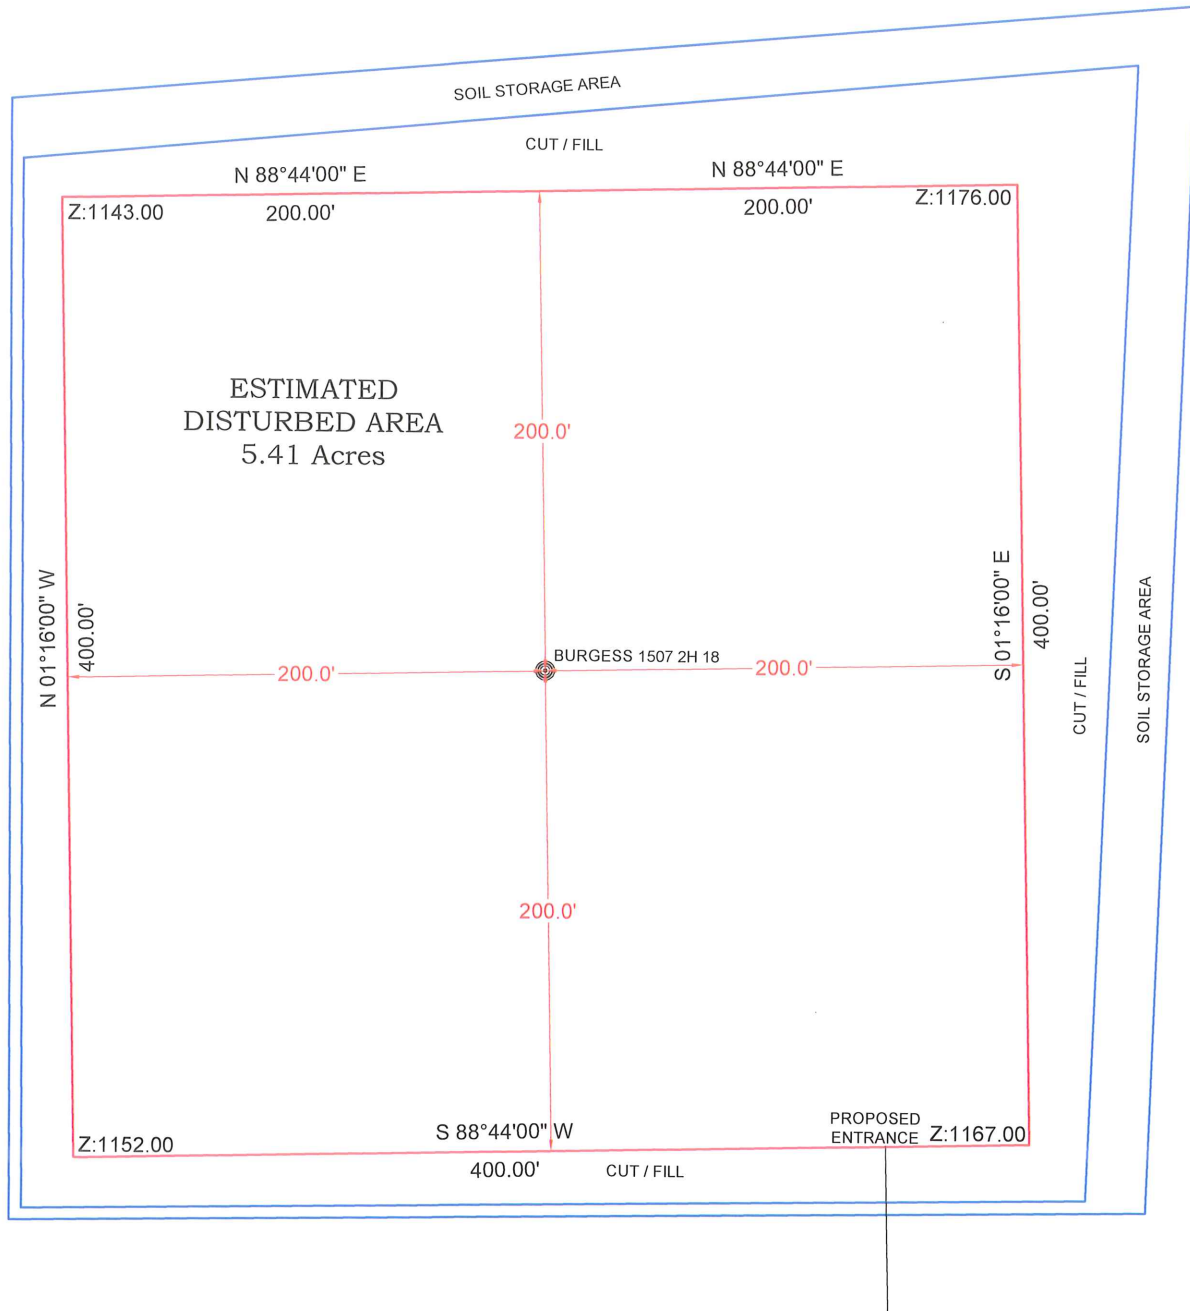 SOIL STORAGE AREA
CUT / FILL
N 88°44'00" E
N 88°44'00" E
Z:1143.00
200.00'
200.00'
Z:1176.00
ESTIMATED
DISTURBED AREA
5.41 Acres
200.0'
N 01°16'00" W
400.00'
200.0'
BURGESS 1507 2H 18
200.0'
S 01°16'00" E
400.00'
CUT / FILL
SOIL STORAGE AREA
200.0'
Z:1152.00
S 88°44'00" W
400.00'
CUT / FILL
PROPOSED
ENTRANCE
Z:1167.00